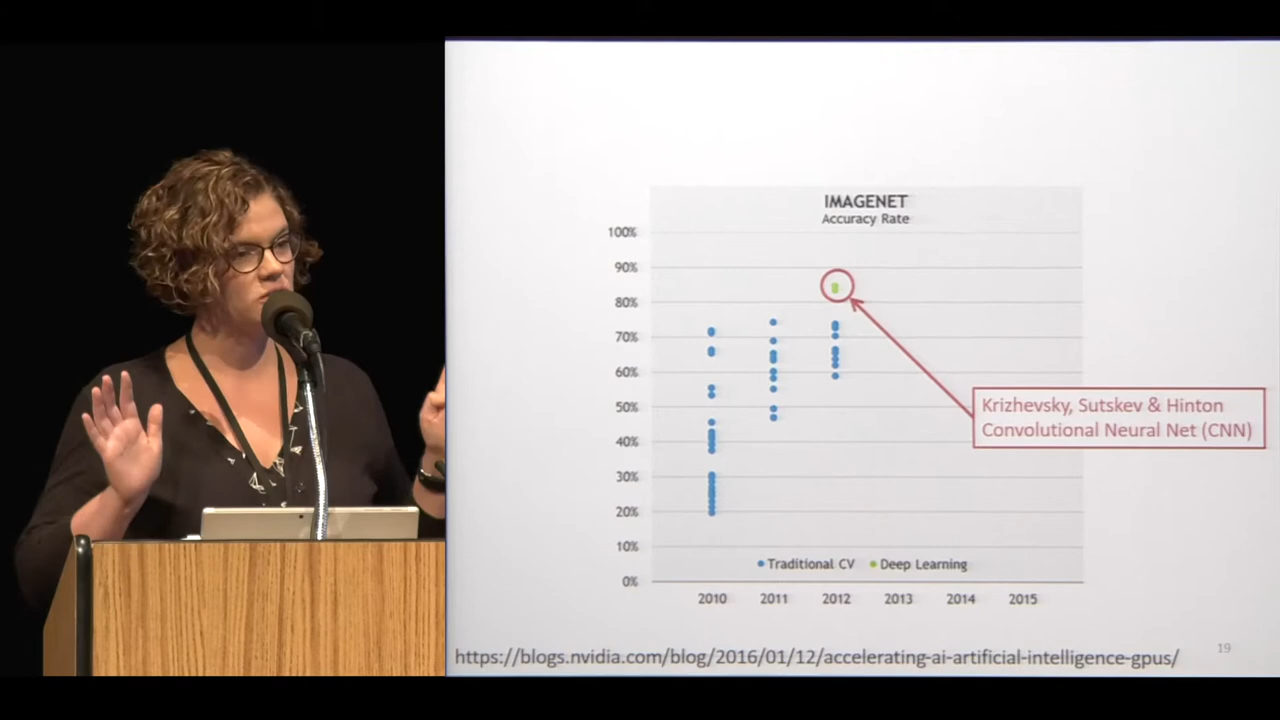 IMAGENET
Accuracy Rate
100%
90%
80%
70%
60%
50%
40%
30%
20%
10%
0%
Krizhevsky, Sutskev & Hinton
Convolutional Neural Net (CNN)
Traditional CV Deep Learning
2010 2011 2012 2013 2014 2015
https://blogs.nvidia.com/blog/2016/01/12/accelerating-ai-artificial-intelligence-gpus/
19